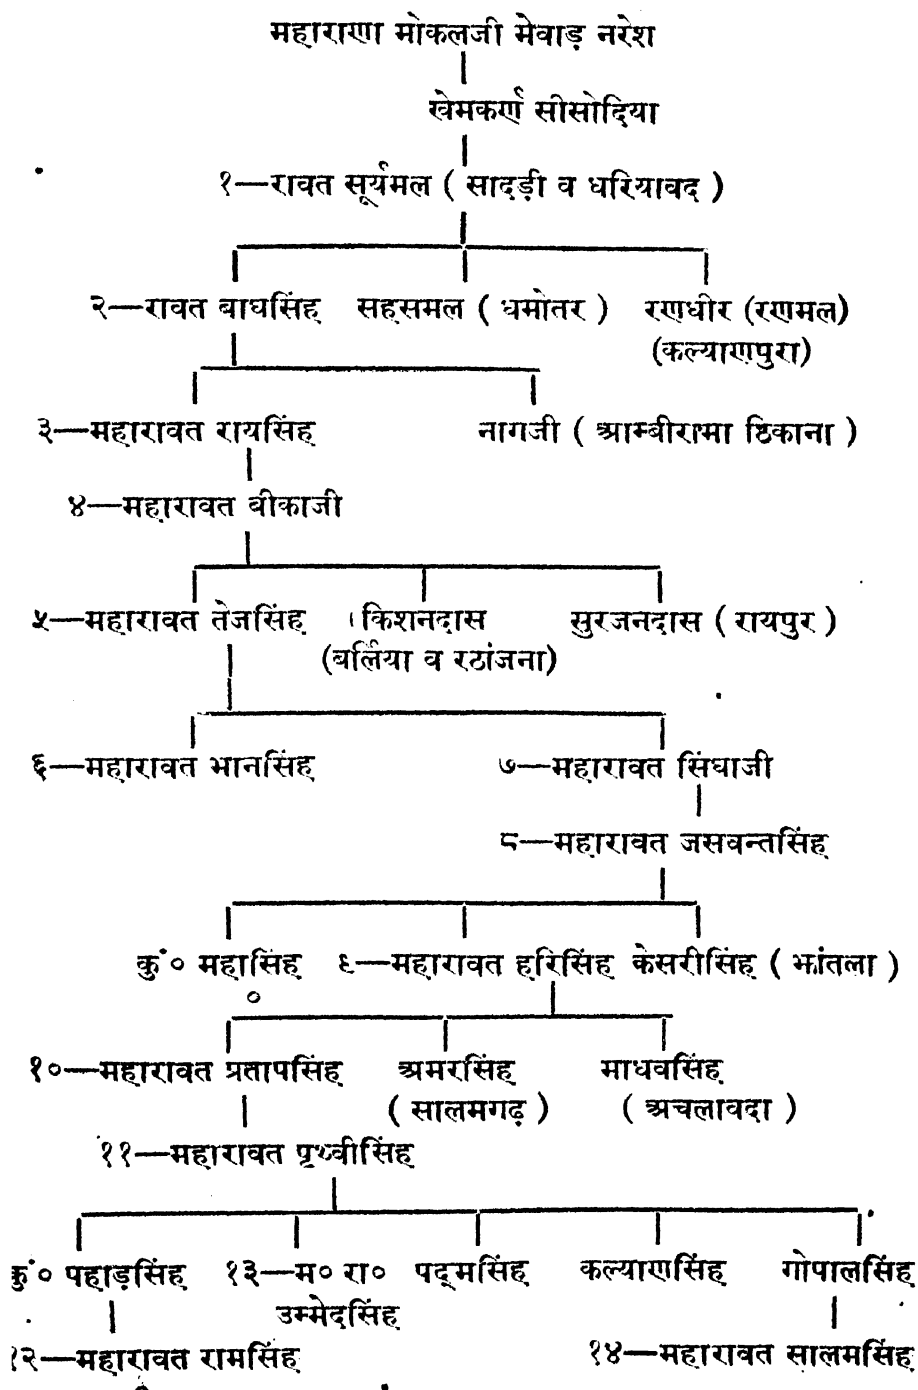 महाराणा मोकलजी मेवाड़ नरेश
खेमकर्ण सीसोदिया
१—रावत सूर्यमल ( सादड़ी व धरियावद )
२—रावत बाघसिंह सहसमल ( धमोतर ) रणधीर (रणमल)
(कल्याणपुरा)
३—महारावत रायसिंह नागजी ( आम्बीरामा ठिकाना )
४—महारावत बीकाजी
५—महारावत तेजसिंह किशनदास सुरजनदास ( रायपुर )
(बर्लिया व रठांजना)
६—महारावत भानसिंह ७—महारावत सिंघाजी
८—महारावत जसवन्तसिंह
कुं० महासिंह ९—महारावत हरिसिंह केसरीसिंह ( झांतला )
१०—महारावत प्रतापसिंह अमरसिंह माधवसिंह
( सालमगढ़ ) ( अचलावदा )
११—महारावत पृथ्वीसिंह
कुं० पहाड़सिंह १३—म० रा० पद्मसिंह कल्याणसिंह गोपालसिंह
उम्मेदसिंह
१२—महारावत रामसिंह १४—महारावत सालमसिंह